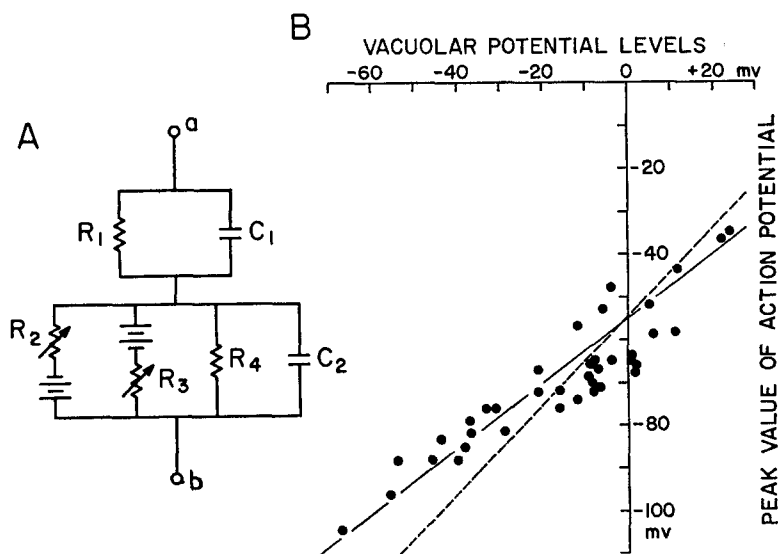 A
a
R1
C1
R2
R3
R4
C2
b
B
VACUOLAR POTENTIAL LEVELS
-60 -40 -20 0 +20 mv
-20
-40
-80
-100
mv
PEAK VALUE OF ACTION POTENTIAL